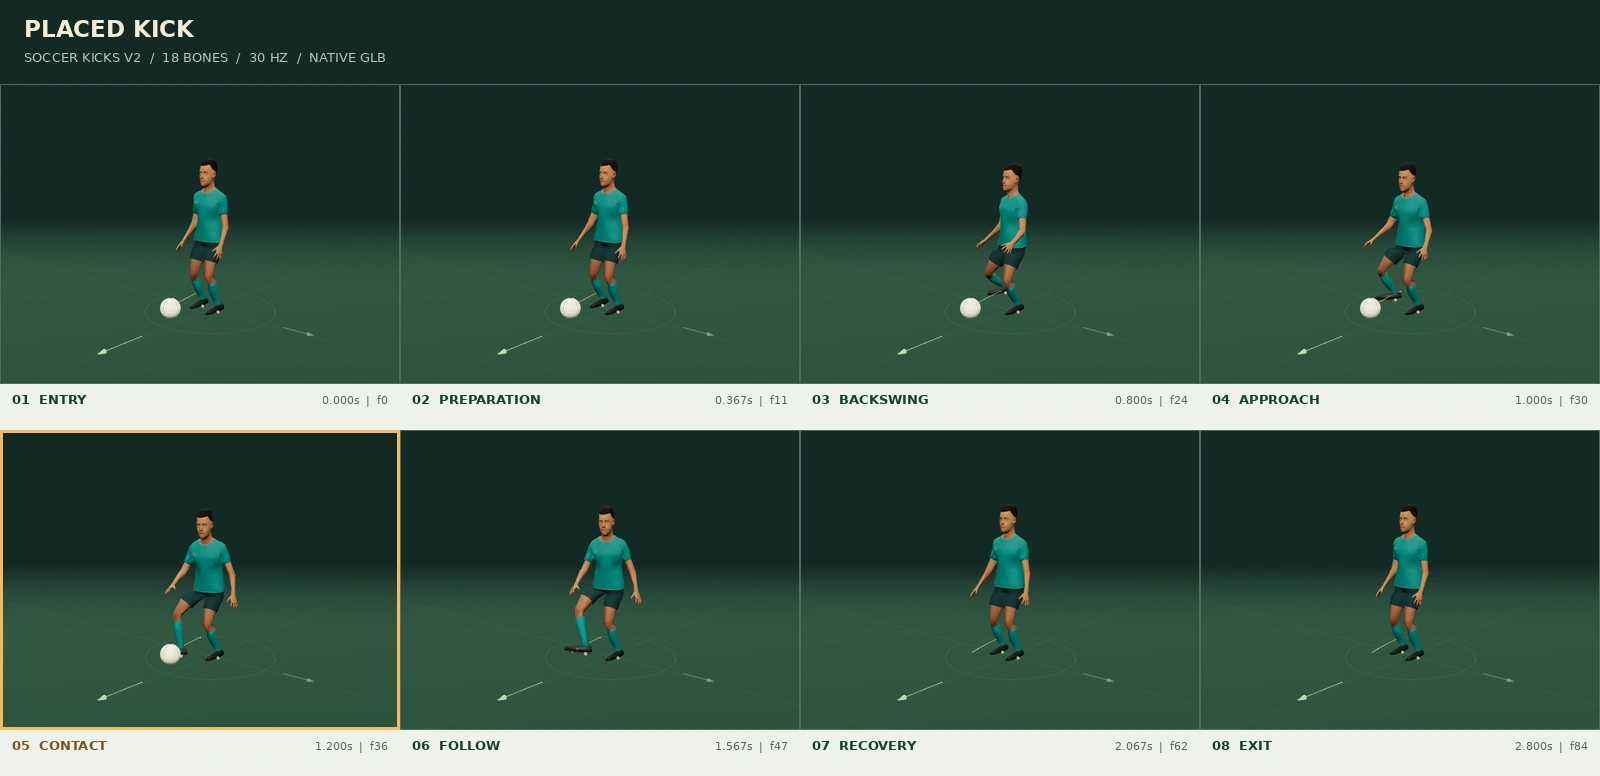 PLACED KICK
SOCCER KICKS V2 / 18 BONES / 30 HZ / NATIVE GLB
01 ENTRY 0.000s | f0
02 PREPARATION 0.367s | f11
03 BACKSWING 0.800s | f24
04 APPROACH 1.000s | f30
05 CONTACT 1.200s | f36
06 FOLLOW 1.567s | f47
07 RECOVERY 2.067s | f62
08 EXIT 2.800s | f84